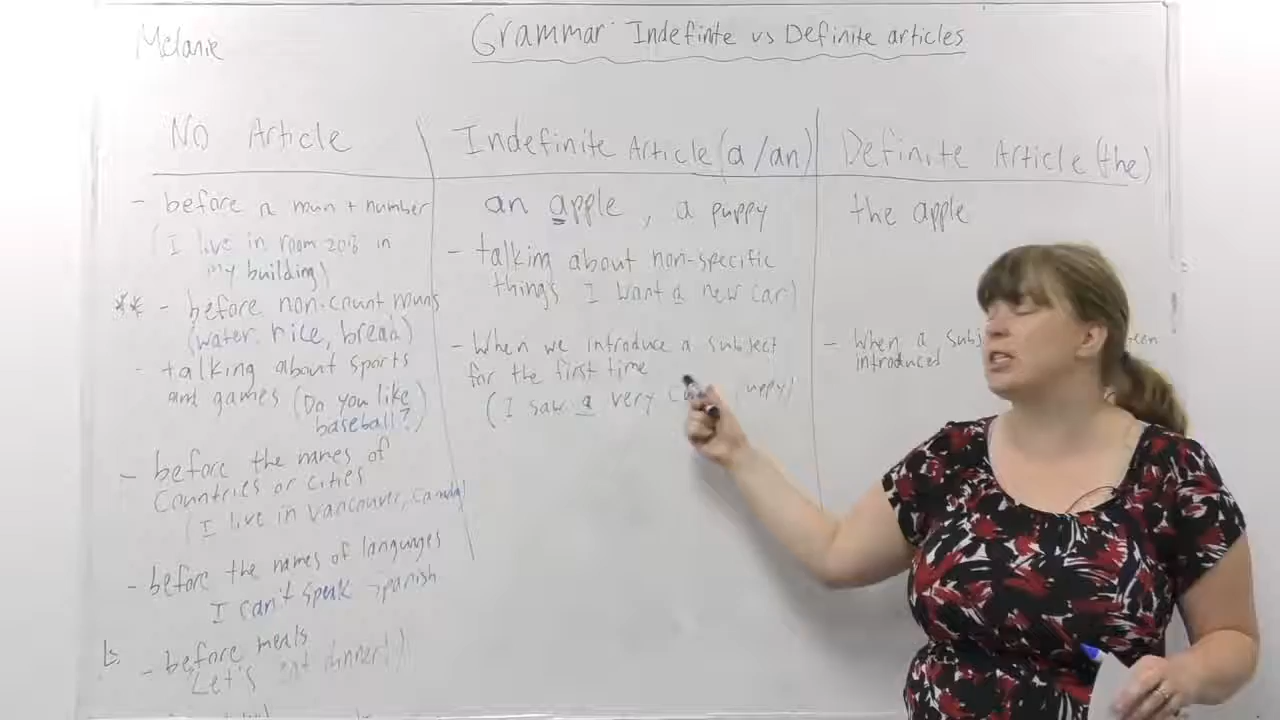 Melanie
Grammar: Indefinite vs Definite articles
No Article
- before a noun + number
(I live in room 203 in
my building)
** - before non-count nouns
(water, rice, bread)
- talking about sports
and games (Do you like
baseball?)
- before the names of
Countries or cities
(I live in Vancouver, Canada)
- before the names of languages
I can't speak Spanish
- before meals
Let's eat dinner!)
Indefinite Article (a/an)
an apple, a puppy
- talking about non-specific
things I want a new car)
- When we introduce a subject
for the first time
(I saw a very
Definite Article (the)
the apple
- When a
introduced